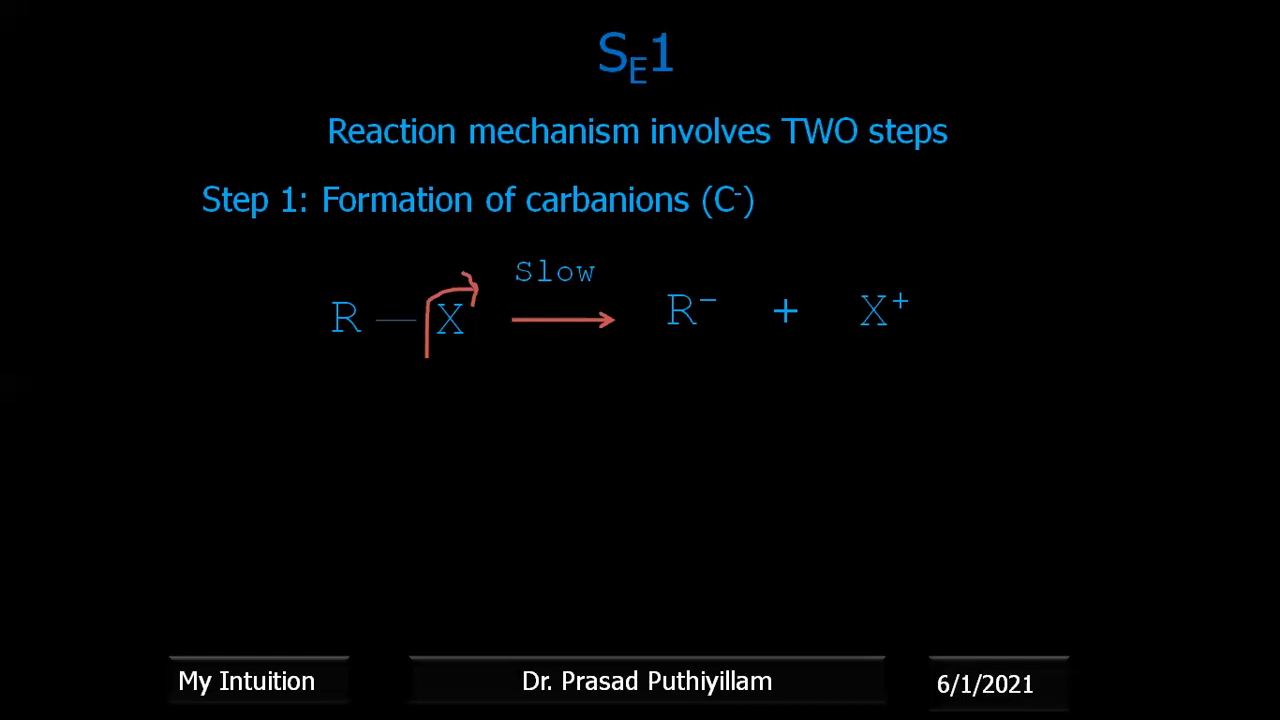 S_E1
Reaction mechanism involves TWO steps
Step 1: Formation of carbanions (C⁻)
Slow
R — X → R⁻ + X⁺
My Intuition
Dr. Prasad Puthiyillam
6/1/2021